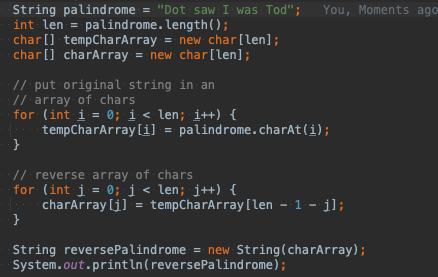 String palindrome = "Dot saw I was Tod";    You, Moments ago
int len = palindrome.length();
char[] tempCharArray = new char[len];
char[] charArray = new char[len];

// put original string in an
// array of chars
for (int i = 0; i < len; i++) {
    tempCharArray[i] = palindrome.charAt(i);
}

// reverse array of chars
for (int j = 0; j < len; j++) {
    charArray[j] = tempCharArray[len - 1 - j];
}

String reversePalindrome = new String(charArray);
System.out.println(reversePalindrome);